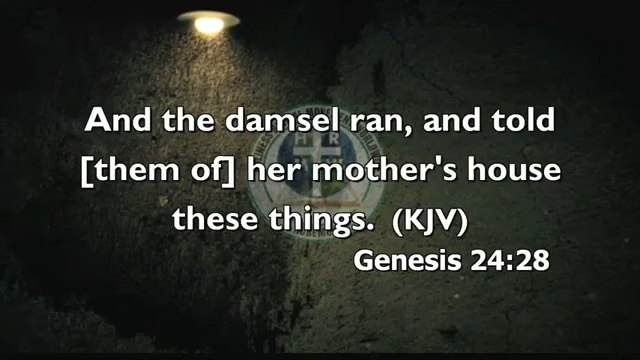 And the damsel ran, and told
[them of] her mother's house
these things. (KJV)
Genesis 24:28